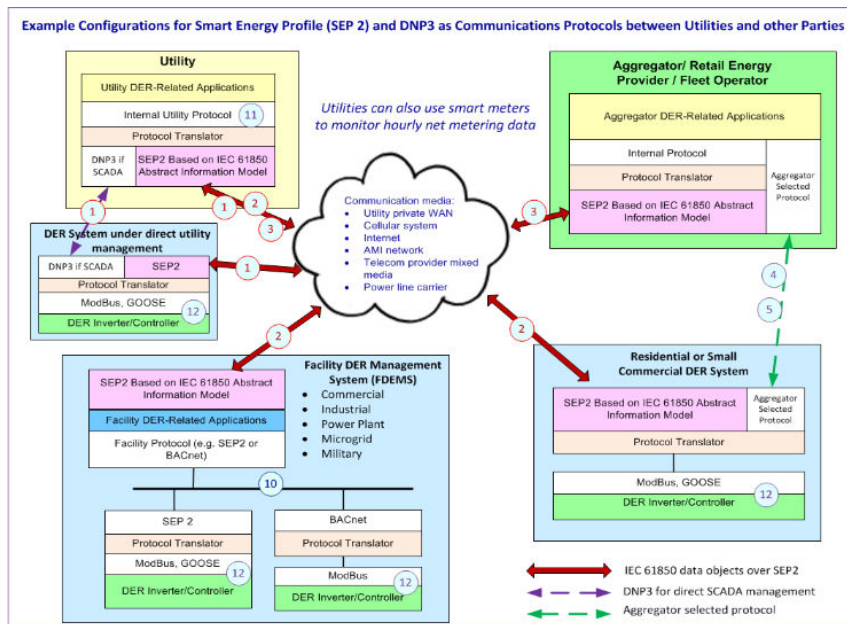 Example Configurations for Smart Energy Profile (SEP 2) and DNP3 as Communications Protocols between Utilities and other Parties
Utility
Utility DER-Related Applications
Internal Utility Protocol
11
Protocol Translator
DNP3 if
SCADA
SEP2 Based on IEC 61850
Abstract Information Model
Utilities can also use smart meters
to monitor hourly net metering data
Aggregator/ Retail Energy
Provider / Fleet Operator
Aggregator DER-Related Applications
Internal Protocol
Protocol Translator
SEP2 Based on IEC 61850 Abstract
Information Model
Aggregator
Selected
Protocol
1
1
2
3
3
Communication media:
• Utility private WAN
• Cellular system
• Internet
• AMI network
• Telecom provider mixed
media
• Power line carrier
DER System under direct utility
management
DNP3 if SCADA
SEP2
Protocol Translator
ModBus, GOOSE
12
DER Inverter/Controller
1
4
5
2
2
Facility DER Management
System (FDEMS)
• Commercial
• Industrial
• Power Plant
• Microgrid
• Military
SEP2 Based on IEC 61850 Abstract
Information Model
Facility DER-Related Applications
Facility Protocol (e.g. SEP2 or
BACnet)
10
SEP 2
Protocol Translator
ModBus, GOOSE
12
DER Inverter/Controller
BACnet
Protocol Translator
ModBus
12
DER Inverter/Controller
Residential or Small
Commercial DER System
SEP2 Based on IEC 61850 Abstract
Information Model
Aggregator
Selected
Protocol
Protocol Translator
ModBus, GOOSE
12
DER Inverter/Controller
IEC 61850 data objects over SEP2
DNP3 for direct SCADA management
Aggregator selected protocol